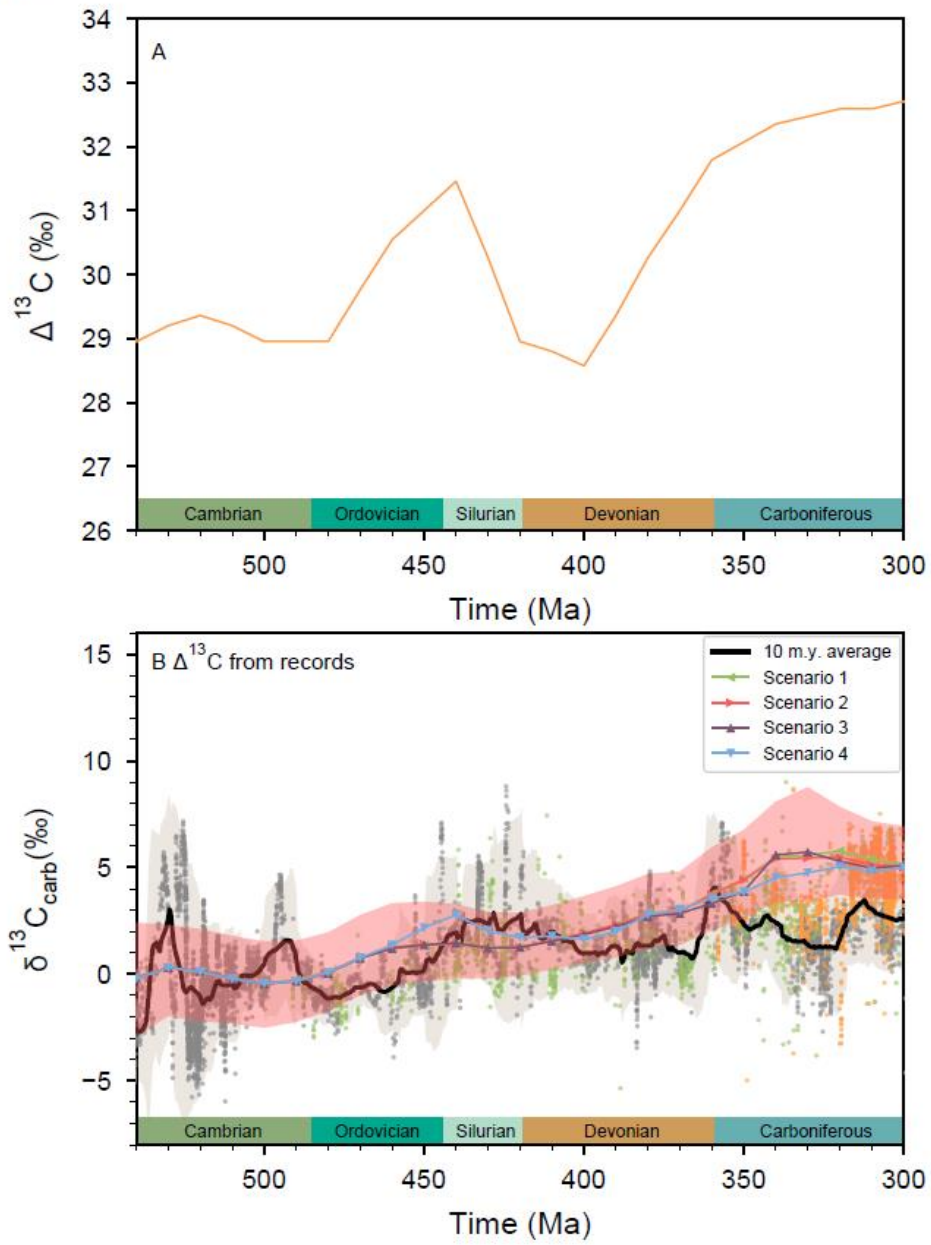 34
33
32
31
30
29
28
27
26
A
Δ¹³C (‰)
Cambrian Ordovician Silurian Devonian Carboniferous
500 450 400 350 300
Time (Ma)
15
10
5
0
−5
B Δ¹³C from records
10 m.y. average
Scenario 1
Scenario 2
Scenario 3
Scenario 4
δ¹³C_carb(‰)
Cambrian Ordovician Silurian Devonian Carboniferous
500 450 400 350 300
Time (Ma)